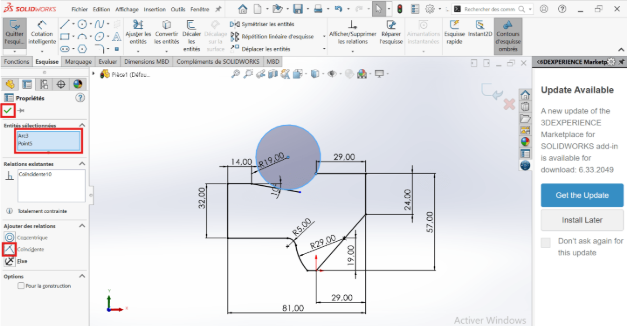 SOLIDWORKS
Fichier Edition Affichage Insertion Outils Fenêtre
Rechercher des comm
Quitter l'esqui...
Cotation intelligente
Ajuster les entités
Convertir les entités
Décaler les entités
Décalage sur la surface
Symétriser les entités
Répétition linéaire d'esquisse
Déplacer les entités
Afficher/Supprimer les relations
Réparer l'esquisse
Esquisse rapide
Instant2D
Contours d'esquisse ombrés
Fonctions Esquisse Marquage Evaluer Dimensions MBD Compléments de SOLIDWORKS MBD
Pièce1 (Défau...
Propriétés
Entités sélectionnées
Arc3
Point5
Relations existantes
Coïncidente10
Totalement contrainte
Ajouter des relations
Concentrique
Coïncidente
Fixe
Options
Pour la construction
14,00
R19,00
29,00
32,00
24,00
57,00
R5,00
R29,00
19,00
29,00
81,00
Activer Windows
3DEXPERIENCE Marketplac
Update Available
A new update of the
3DEXPERIENCE
Marketplace for
SOLIDWORKS add-in
is available for
download: 6.33.2049
Get the Update
Install Later
Don't ask again for
this update